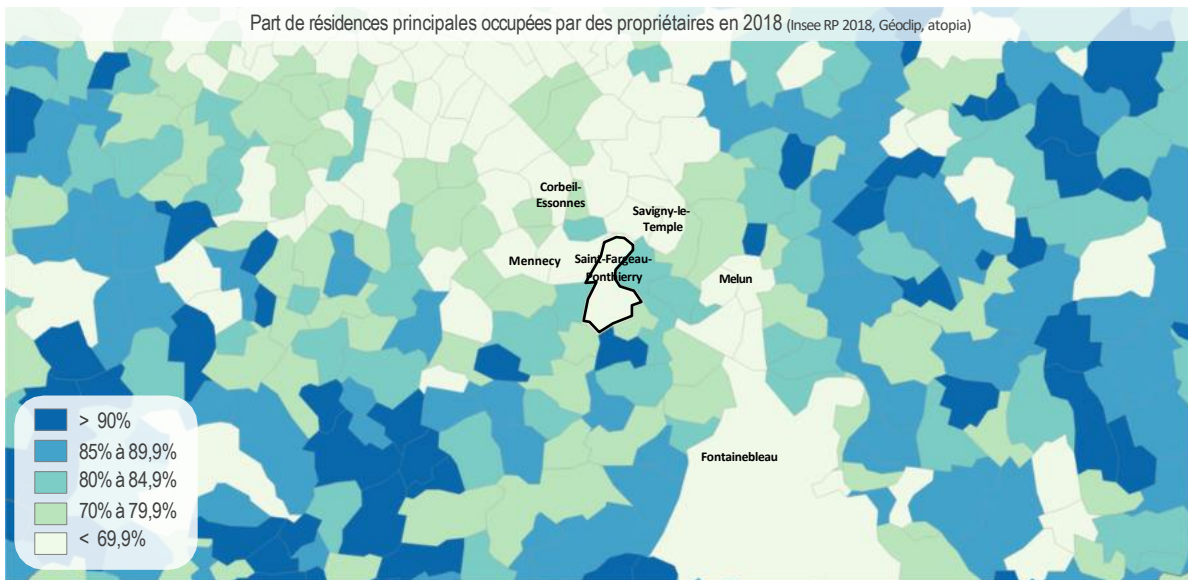 Part de résidences principales occupées par des propriétaires en 2018 (Insee RP 2018, Géoclip, atopia)
Corbeil-
Essonnes
Savigny-le-
Temple
Mennecy
Saint-Fargeau-
Ponthierry
Melun
Fontainebleau
> 90%
85% à 89,9%
80% à 84,9%
70% à 79,9%
< 69,9%